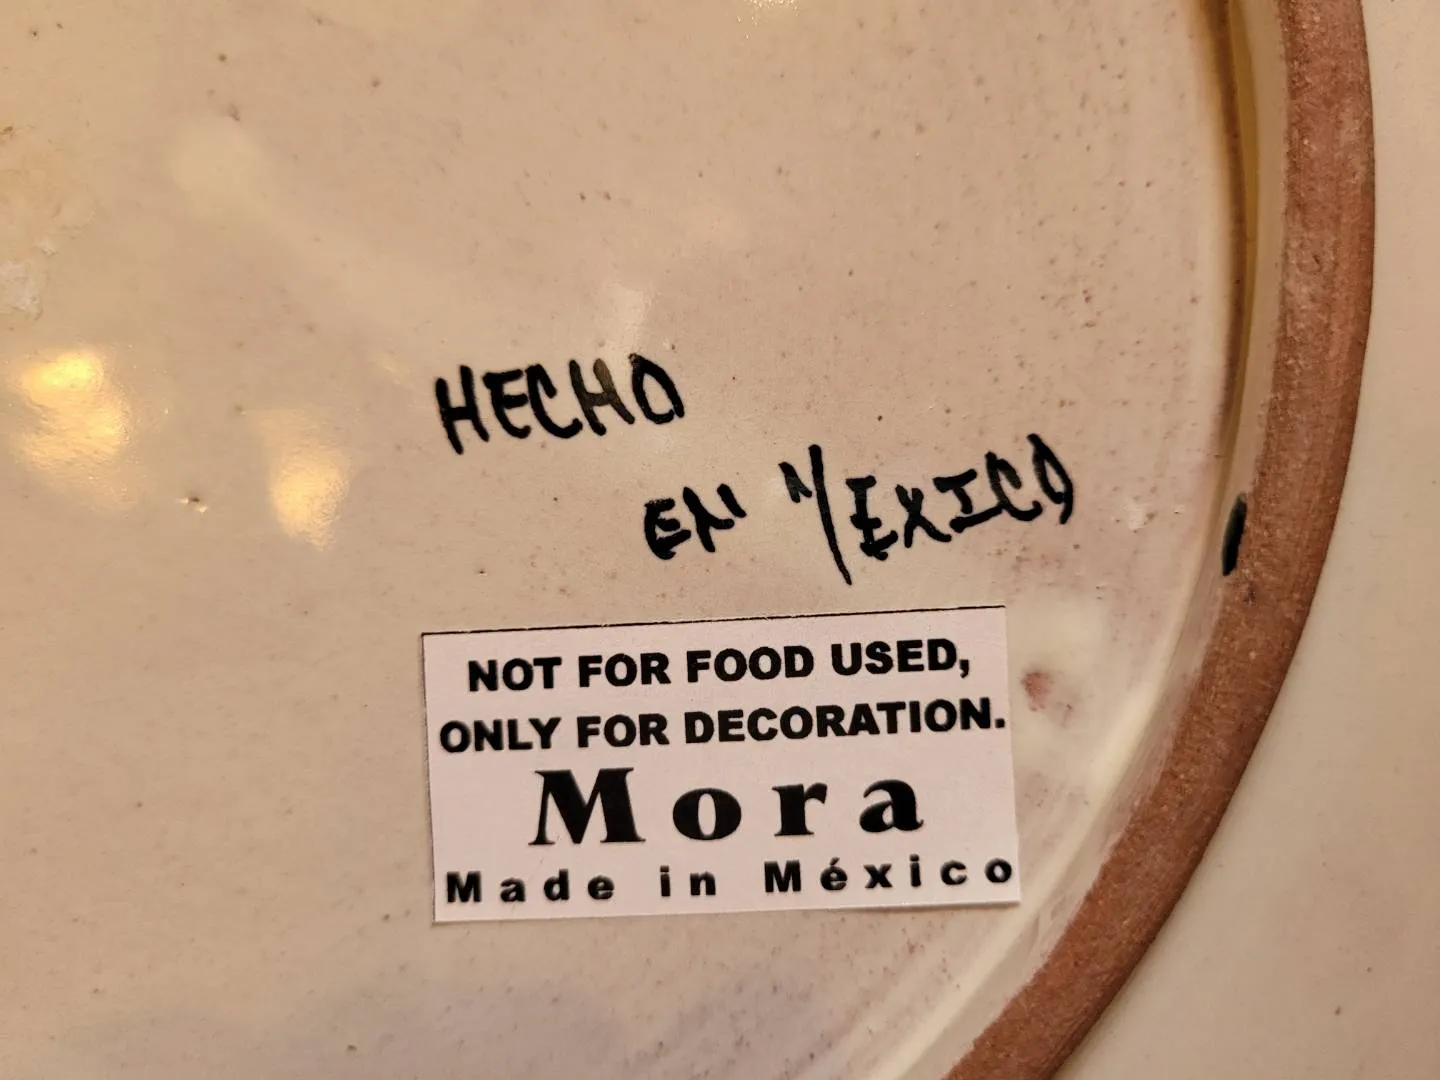 HECHO
EN MEXICO
NOT FOR FOOD USED,
ONLY FOR DECORATION.
Mora
Made in México